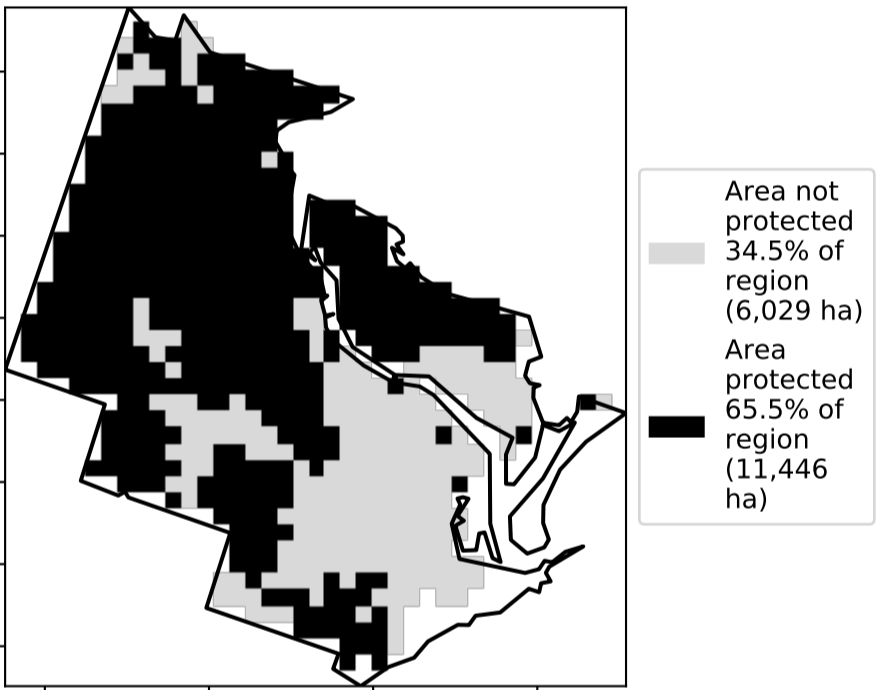 Area not
protected
34.5% of
region
(6,029 ha)
Area
protected
65.5% of
region
(11,446
ha)